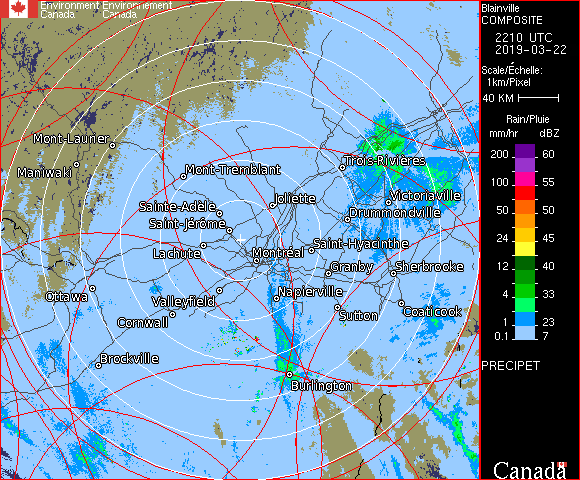 Environment Environnement
Canada Canada
Blainville
COMPOSITE
2210 UTC
2019-03-22
Scale/Échelle:
1km/Pixel
40 KM
Rain/Pluie
mm/hr dBZ
200 60
100 55
50 50
24 45
12 40
4 33
1 23
0.1 7
PRECIPET
Canada
Mont-Laurier
Maniwaki
Mont-Tremblant
Trois-Rivières
Sainte-Adèle
Joliette
Victoriaville
Saint-Jérôme
Drummondville
Lachute
Montréal
Saint-Hyacinthe
Granby
Sherbrooke
Ottawa
Valleyfield
Napierville
Cornwall
Sutton
Coaticook
Brockville
Burlington